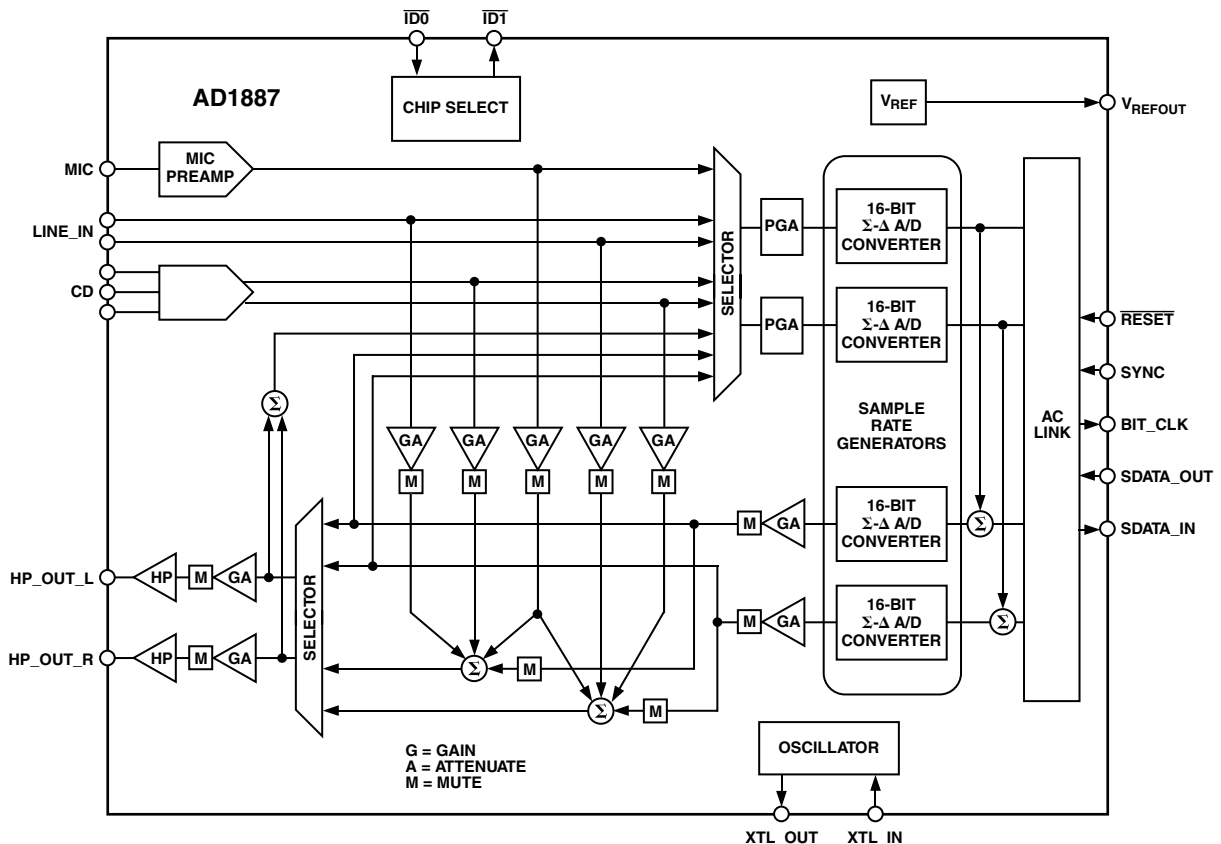 ID0
ID1
AD1887
CHIP SELECT
VREF
VREFOUT
MIC
MIC
PREAMP
LINE_IN
CD
SELECTOR
PGA
16-BIT
Σ-Δ A/D
CONVERTER
PGA
16-BIT
Σ-Δ A/D
CONVERTER
SAMPLE
RATE
GENERATORS
AC
LINK
RESET
SYNC
BIT_CLK
SDATA_OUT
SDATA_IN
Σ
GA
GA
GA
GA
GA
M
M
M
M
M
M
GA
16-BIT
Σ-Δ A/D
CONVERTER
Σ
M
GA
16-BIT
Σ-Δ A/D
CONVERTER
Σ
HP_OUT_L
HP
M
GA
SELECTOR
HP_OUT_R
HP
M
GA
Σ
M
Σ
M
G = GAIN
A = ATTENUATE
M = MUTE
OSCILLATOR
XTL_OUT
XTL_IN